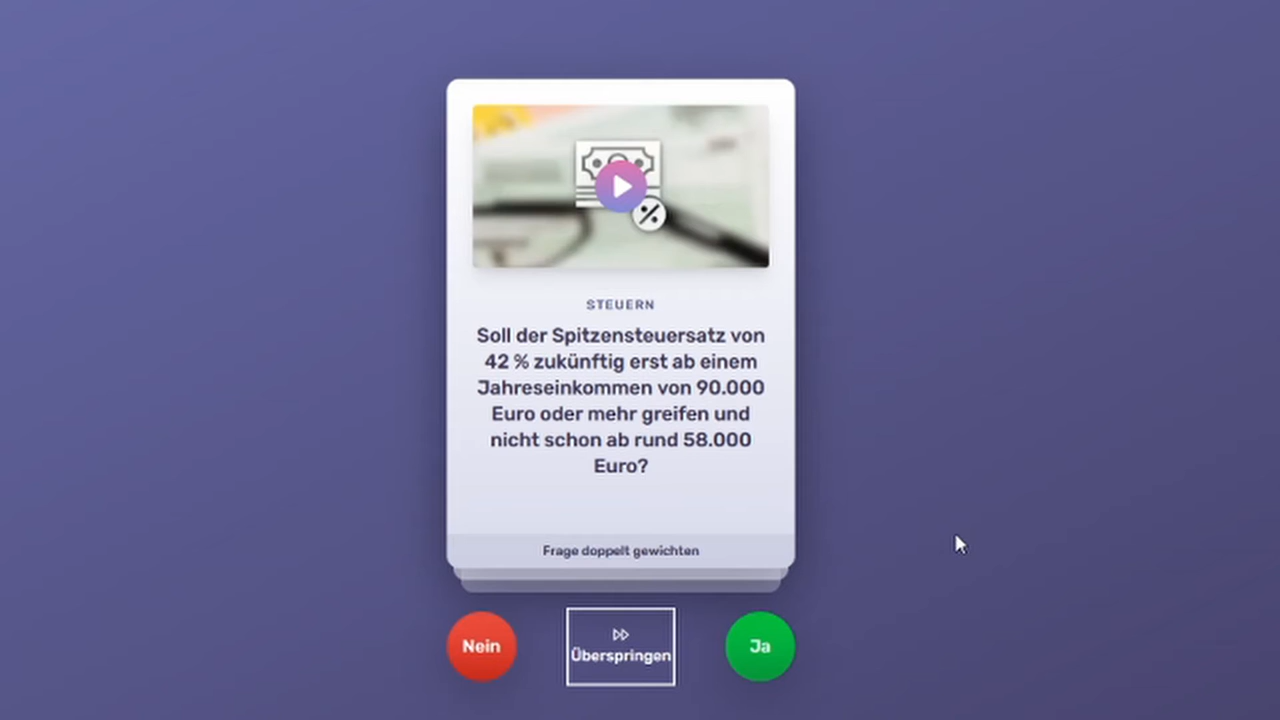 %
STEUERN
Soll der Spitzensteuersatz von
42 % zukünftig erst ab einem
Jahreseinkommen von 90.000
Euro oder mehr greifen und
nicht schon ab rund 58.000
Euro?
Frage doppelt gewichten
Nein
Überspringen
Ja